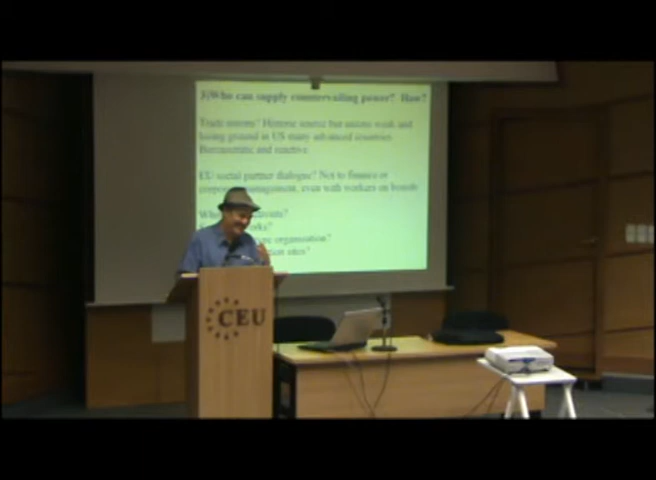 3)Who can supply countervailing power? How?
Trade unions? Historic source but unions weak and
losing ground in US many advanced countries.
Bureaucratic and reactive
EU social partner dialogue? Not to finance or
corporate management, even with workers on boards
organisation?
sites?
CEU